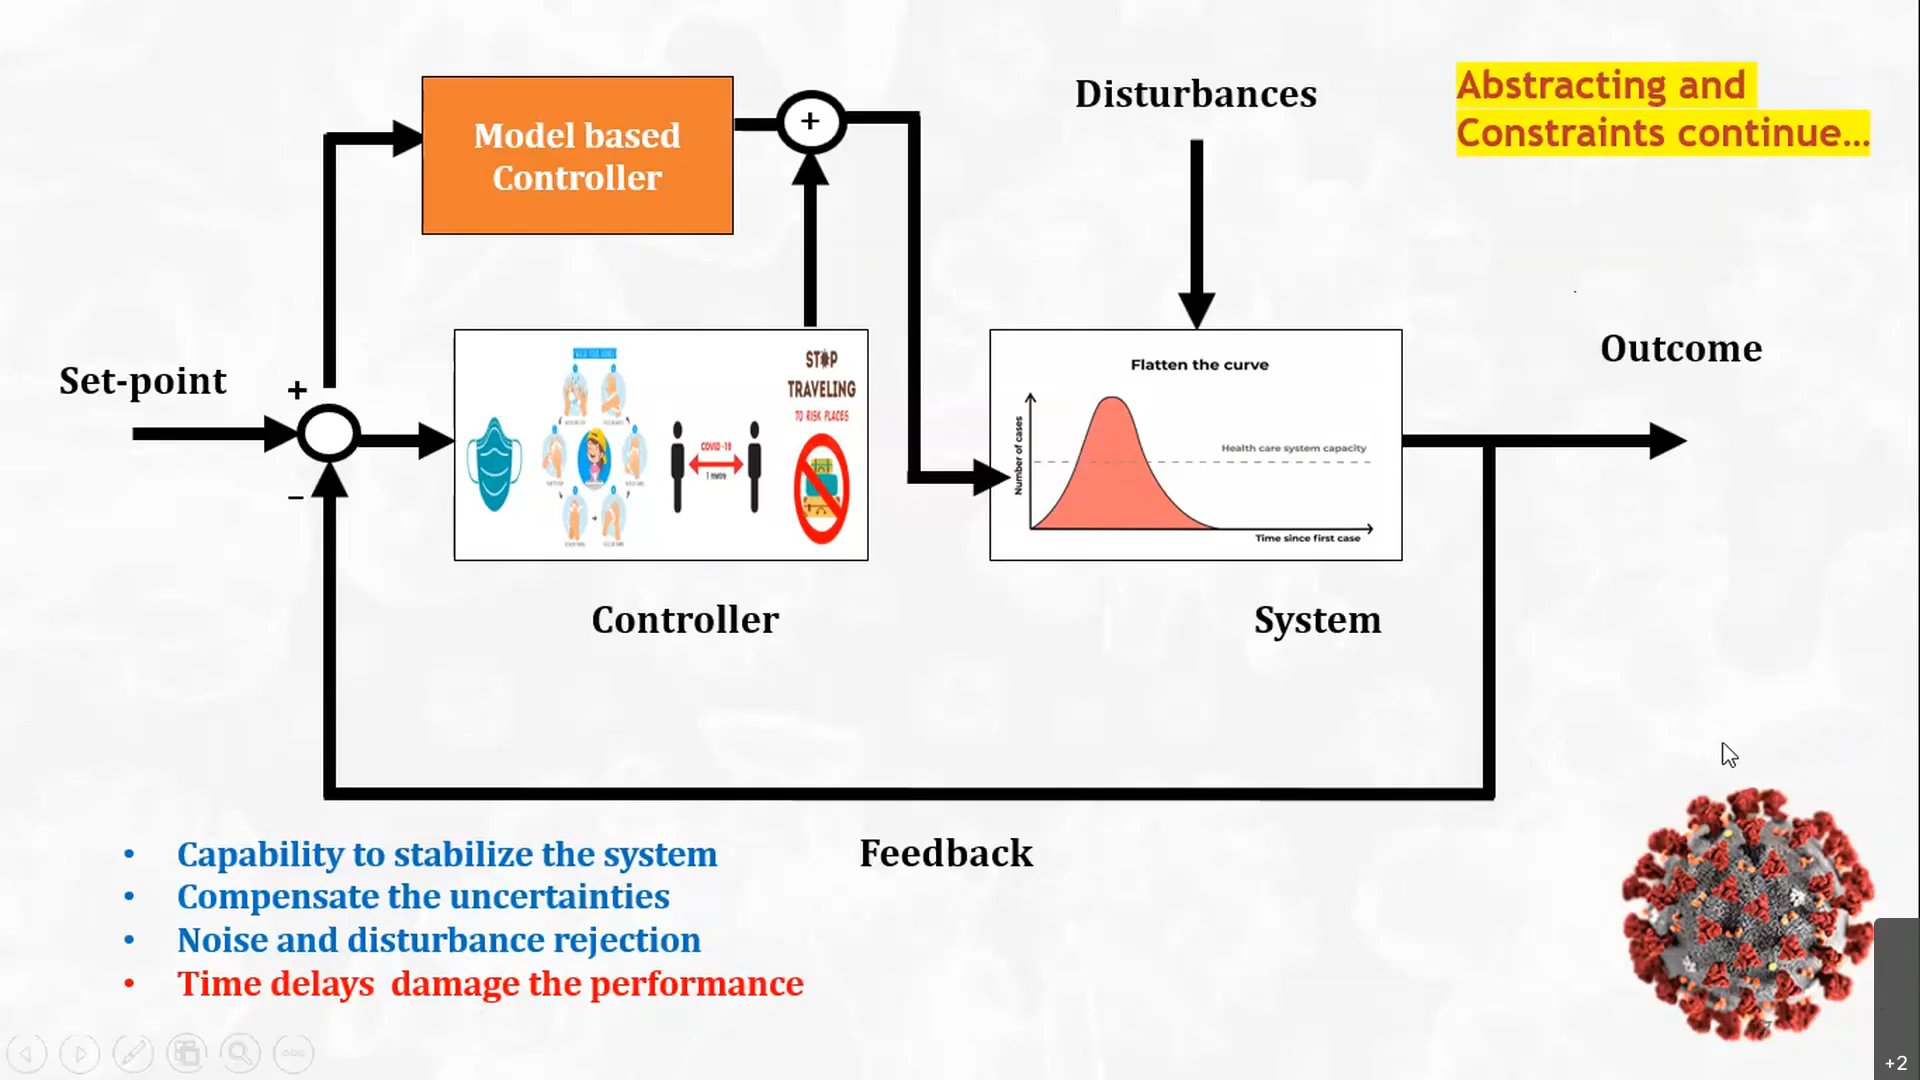 Abstracting and
Constraints continue...
Disturbances
Model based
Controller
+
Set-point
+
−
STOP
TRAVELING
TO RISK PLACES
COVID -19
1 metre
Flatten the curve
Number of cases
Health care system capacity
Time since first case
Outcome
Controller
System
Feedback
• Capability to stabilize the system
• Compensate the uncertainties
• Noise and disturbance rejection
• Time delays damage the performance
+2